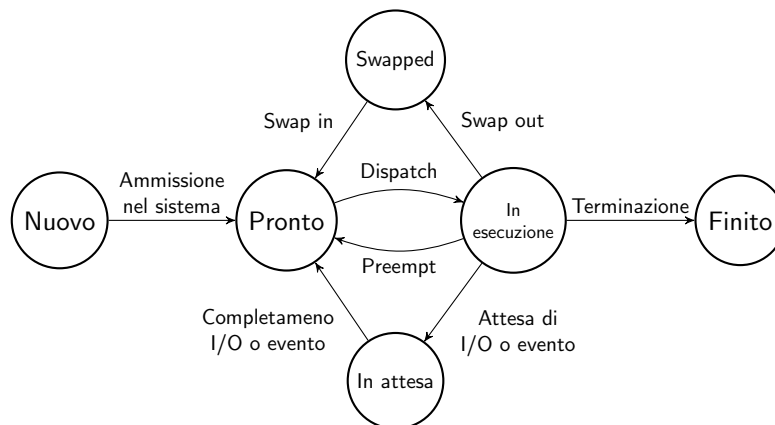 Swapped
Swap in
Swap out
Ammissione
nel sistema
Dispatch
Nuovo
Pronto
In
esecuzione
Terminazione
Finito
Preempt
Completameno
I/O o evento
Attesa di
I/O o evento
In attesa